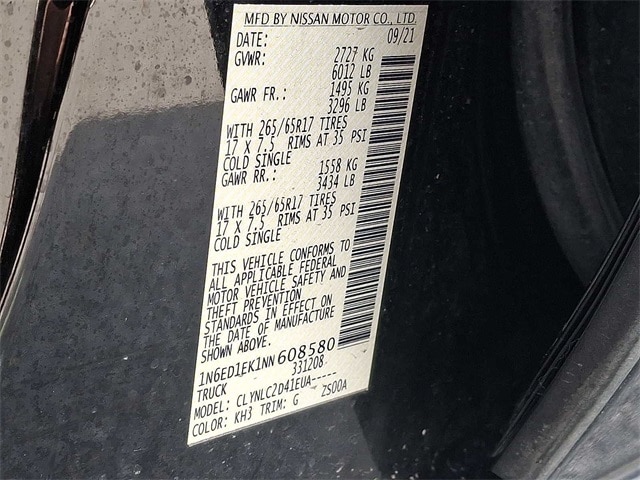 MFD BY NISSAN MOTOR CO., LTD.
DATE: 09/21
GVWR: 2727 KG
6012 LB
GAWR FR.: 1495 KG
3296 LB
WITH 265/65R17 TIRES
17 X 7.5 RIMS AT 35 PSI
COLD SINGLE
GAWR RR.: 1558 KG
3434 LB
WITH 265/65R17 TIRES
17 X 7.5 RIMS AT 35 PSI
COLD SINGLE
THIS VEHICLE CONFORMS TO
ALL APPLICABLE FEDERAL
MOTOR VEHICLE SAFETY AND
THEFT PREVENTION
STANDARDS IN EFFECT ON
THE DATE OF MANUFACTURE
SHOWN ABOVE.
1N6ED1EK1NN608580
TRUCK 331208
MODEL: CLYNLC2D41EUA-----
COLOR: KH3 TRIM: G ZS00A